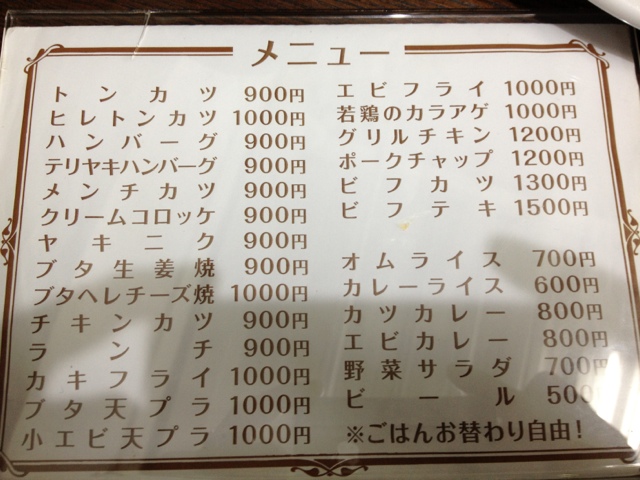 メニュー
トンカツ 900円
ヒレトンカツ 1000円
ハンバーグ 900円
テリヤキハンバーグ 900円
メンチカツ 900円
クリームコロッケ 900円
ヤキニク 900円
ブタ生姜焼 900円
ブタヘレチーズ焼 1000円
チキンカツ 900円
ランチ 900円
カキフライ 1000円
ブタ天プラ 1000円
小エビ天プラ 1000円
エビフライ 1000円
若鶏のカラアゲ 1000円
グリルチキン 1200円
ポークチャップ 1200円
ビフカツ 1300円
ビフテキ 1500円
オムライス 700円
カレーライス 600円
カツカレー 800円
エビカレー 800円
野菜サラダ 700円
ビール 500円
※ごはんお替わり自由!